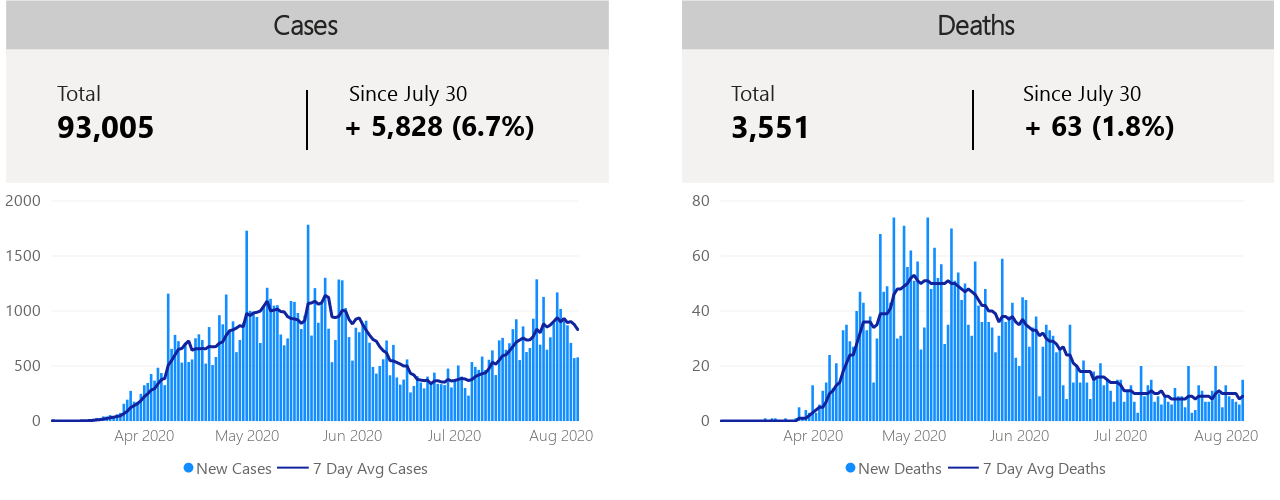 Cases
Total
93,005
Since July 30
+ 5,828 (6.7%)
2000
1500
1000
500
0
Apr 2020 May 2020 Jun 2020 Jul 2020 Aug 2020
New Cases 7 Day Avg Cases
Deaths
Total
3,551
Since July 30
+ 63 (1.8%)
80
60
40
20
0
Apr 2020 May 2020 Jun 2020 Jul 2020 Aug 2020
New Deaths 7 Day Avg Deaths